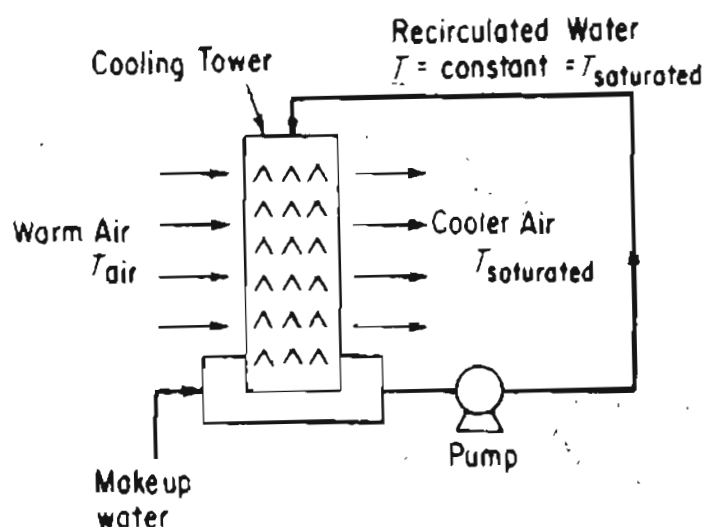 Recirculated Water
T = constant = Tsaturated
Cooling Tower
Warm Air
Tair
Cooler Air
Tsaturated
Pump
Makeup
water